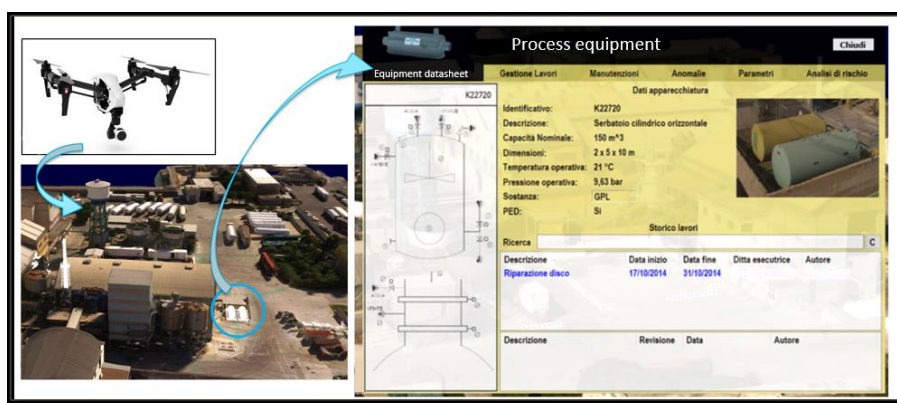 Process equipment
Chiudi
Equipment datasheet
Gestione Lavori Manutenzioni Anomalie Parametri Analisi di rischio
K22720
Dati apparecchiatura
Identificativo: K22720
Descrizione: Serbatoio cilindrico orizzontale
Capacità Nominale: 150 m^3
Dimensioni: 2 x 5 x 10 m
Temperatura operativa: 21 °C
Pressione operativa: 9,63 bar
Sostanza: GPL
PED: Si
Storico lavori
Ricerca C
Descrizione Data inizio Data fine Ditta esecutrice Autore
Riparazione disco 17/10/2014 31/10/2014
Descrizione Revisione Data Autore